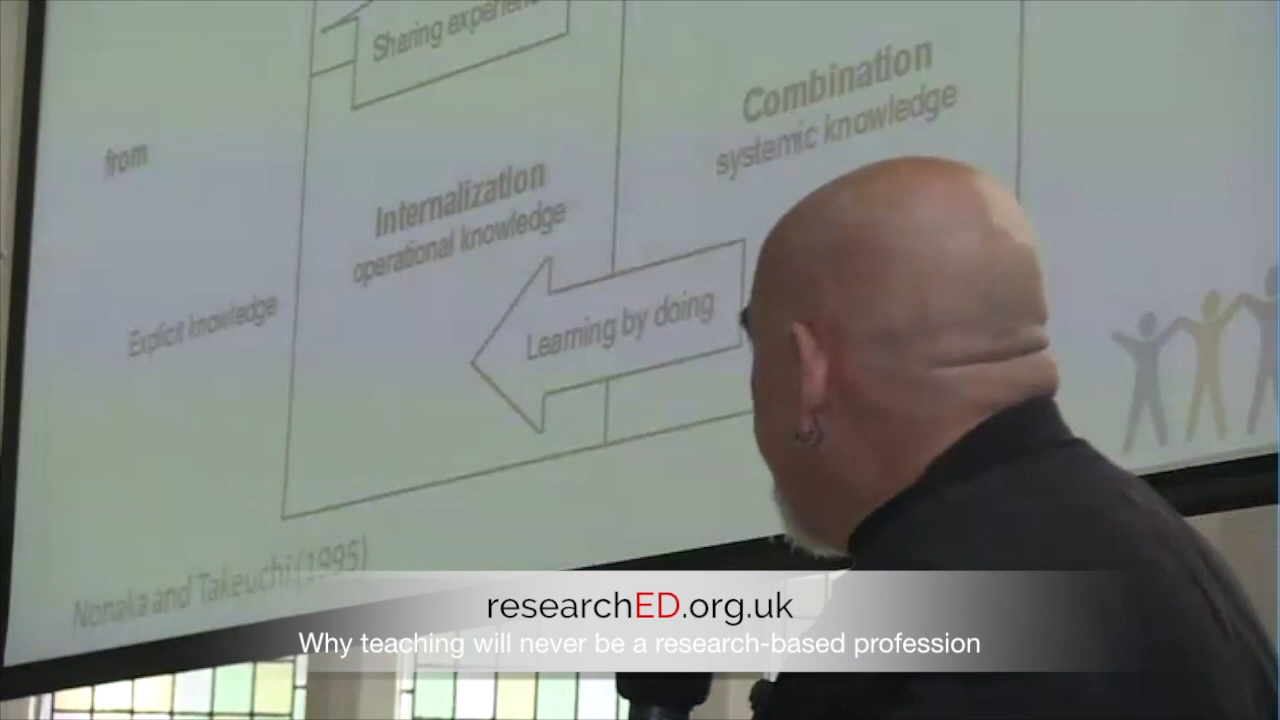 Sharing experience
Combination
systemic knowledge
from
Internalization
operational knowledge
Explicit knowledge
Learning by doing
Nonaka and Takeuchi (1995)
researchED.org.uk
Why teaching will never be a research-based profession